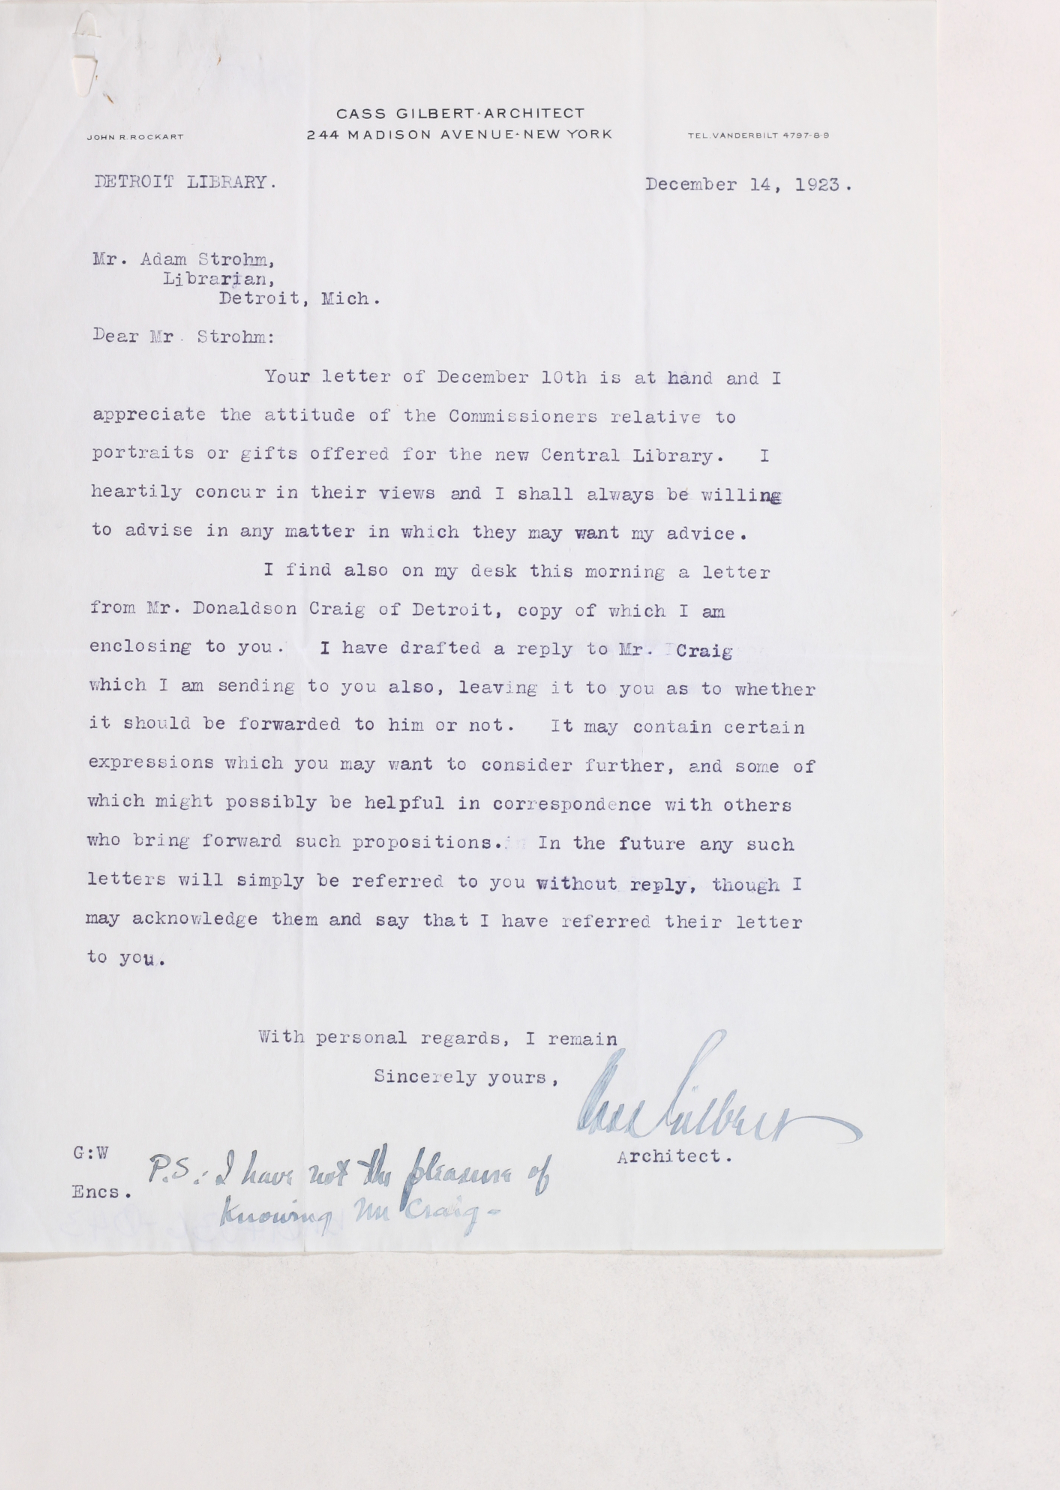 CASS GILBERT·ARCHITECT
JOHN R. ROCKART 244 MADISON AVENUE·NEW YORK TEL. VANDERBILT 4797-8-9
DETROIT LIBRARY. December 14, 1923.
Mr. Adam Strohm,
Librarian,
Detroit, Mich.
Dear Mr. Strohm:
Your letter of December 10th is at hand and I
appreciate the attitude of the Commissioners relative to
portraits or gifts offered for the new Central Library. I
heartily concur in their views and I shall always be willing
to advise in any matter in which they may want my advice.
I find also on my desk this morning a letter
from Mr. Donaldson Craig of Detroit, copy of which I am
enclosing to you. I have drafted a reply to Mr. Craig
which I am sending to you also, leaving it to you as to whether
it should be forwarded to him or not. It may contain certain
expressions which you may want to consider further, and some of
which might possibly be helpful in correspondence with others
who bring forward such propositions. In the future any such
letters will simply be referred to you without reply, though I
may acknowledge them and say that I have referred their letter
to you.
With personal regards, I remain
Sincerely yours,
Cass Gilbert
Architect.
G:W
Encs.
P.S.: I have not the pleasure of
knowing Mr Craig -